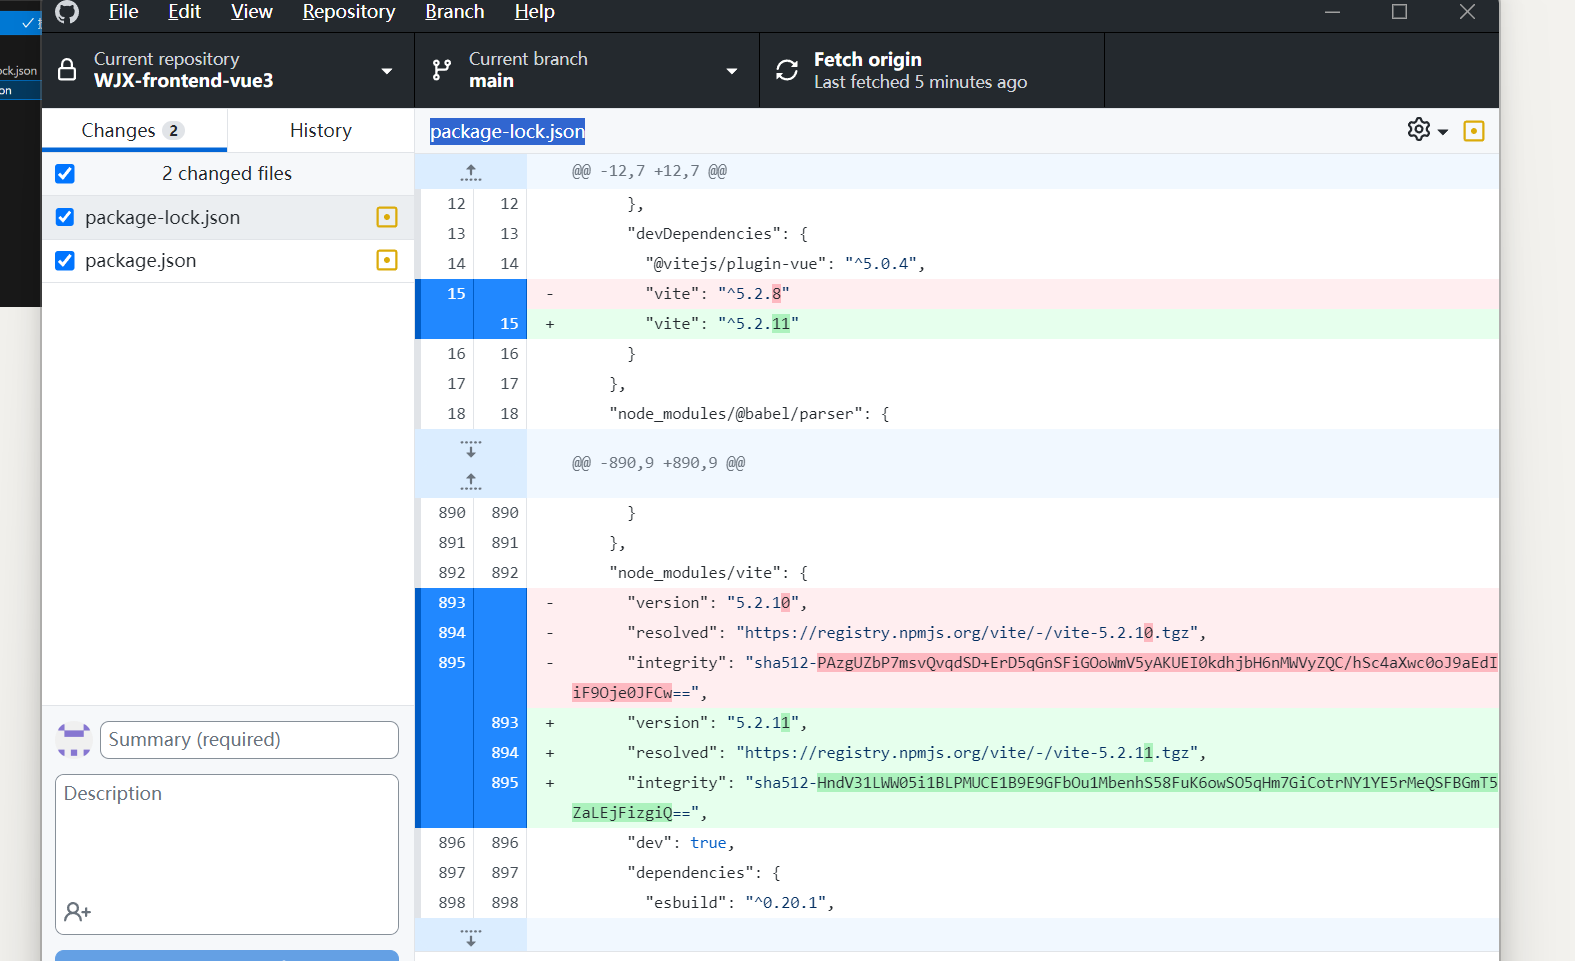 File Edit View Repository Branch Help
Current repository
WJX-frontend-vue3
Current branch
main
Fetch origin
Last fetched 5 minutes ago
ck.json
on
Changes 2
History
2 changed files
package-lock.json
package.json
Summary (required)
Description
package-lock.json
@@ -12,7 +12,7 @@
12 12 },
13 13 "devDependencies": {
14 14 "@vitejs/plugin-vue": "^5.0.4",
15 - "vite": "^5.2.8"
15 + "vite": "^5.2.11"
16 16 }
17 17 },
18 18 "node_modules/@babel/parser": {
@@ -890,9 +890,9 @@
890 890 }
891 891 },
892 892 "node_modules/vite": {
893 - "version": "5.2.10",
894 - "resolved": "https://registry.npmjs.org/vite/-/vite-5.2.10.tgz",
895 - "integrity": "sha512-PAzgUZbP7msvQvqdSD+ErD5qGnSFiGOoWmV5yAKUEI0kdhjbH6nMWVyZQC/hSc4aXwc0oJ9aEdI
iF9Oje0JFCw==",
893 + "version": "5.2.11",
894 + "resolved": "https://registry.npmjs.org/vite/-/vite-5.2.11.tgz",
895 + "integrity": "sha512-HndV31LWW05i1BLPMUCE1B9E9GFbOu1MbenhS58FuK6owSO5qHm7GiCotrNY1YE5rMeQSFBGmT5
ZaLEjFizgiQ==",
896 896 "dev": true,
897 897 "dependencies": {
898 898 "esbuild": "^0.20.1",